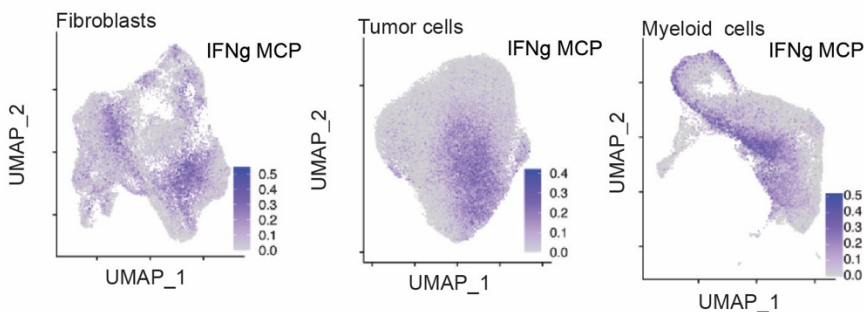 Fibroblasts
IFNg MCP
UMAP_2
0.5
0.4
0.3
0.2
0.1
0.0
UMAP_1
Tumor cells
IFNg MCP
UMAP_2
0.4
0.3
0.2
0.1
0.0
UMAP_1
Myeloid cells
IFNg MCP
UMAP_2
0.5
0.4
0.3
0.2
0.1
0.0
UMAP_1